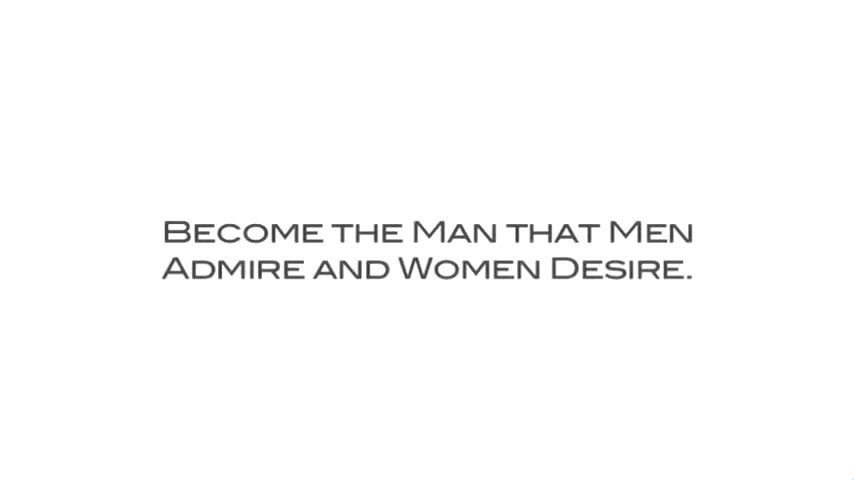 Become the Man that Men
Admire and Women Desire.